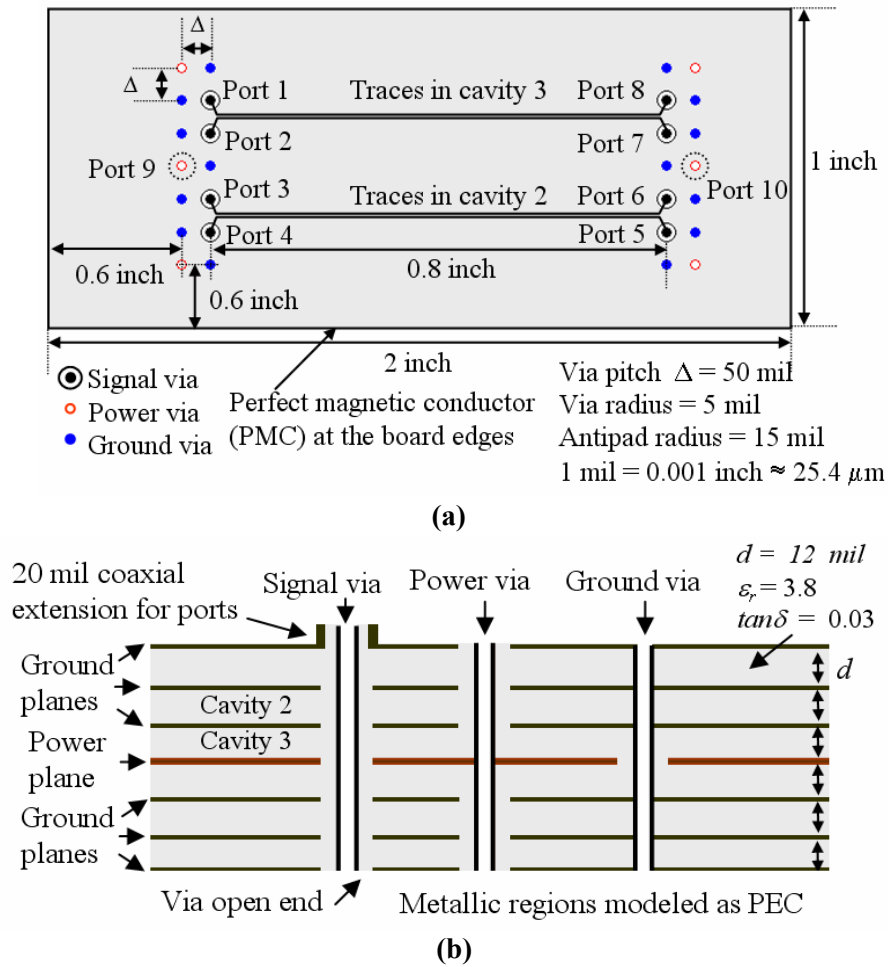 Δ
Δ
Port 1
Traces in cavity 3
Port 8
Port 2
Port 7
Port 9
Port 10
1 inch
Port 3
Traces in cavity 2
Port 6
Port 4
Port 5
0.6 inch
0.8 inch
0.6 inch
2 inch
Signal via
Power via
Ground via
Perfect magnetic conductor
(PMC) at the board edges
Via pitch Δ = 50 mil
Via radius = 5 mil
Antipad radius = 15 mil
1 mil = 0.001 inch ≈ 25.4 μm
(a)
20 mil coaxial
extension for ports
Signal via
Power via
Ground via
d = 12 mil
εr = 3.8
tanδ = 0.03
Ground
planes
Cavity 2
Cavity 3
d
Power
plane
Ground
planes
Via open end
Metallic regions modeled as PEC
(b)